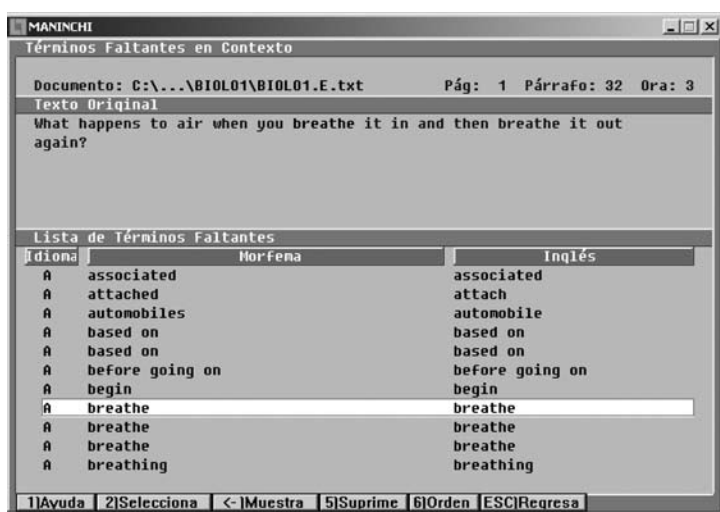 MANINCHI
Términos Faltantes en Contexto
Documento: C:\...\BIOL01\BIOL01.E.txt Pág: 1 Párrafo: 32 Ora: 3
Texto Original
What happens to air when you breathe it in and then breathe it out
again?
Lista de Términos Faltantes
Idioma Morfema Inglés
A associated associated
A attached attach
A automobiles automobile
A based on based on
A based on based on
A before going on before going on
A begin begin
A breathe breathe
A breathe breathe
A breathe breathe
A breathing breathing
1)Ayuda 2)Selecciona <-)Muestra 5)Suprime 6)Orden ESC)Regresa